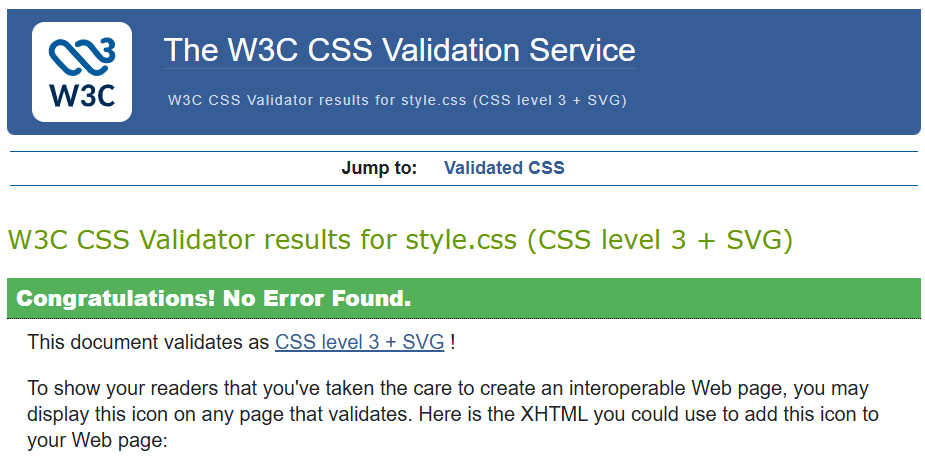 W3C
The W3C CSS Validation Service
W3C CSS Validator results for style.css (CSS level 3 + SVG)
Jump to: Validated CSS
W3C CSS Validator results for style.css (CSS level 3 + SVG)
Congratulations! No Error Found.
This document validates as CSS level 3 + SVG !
To show your readers that you've taken the care to create an interoperable Web page, you may
display this icon on any page that validates. Here is the XHTML you could use to add this icon to
your Web page: